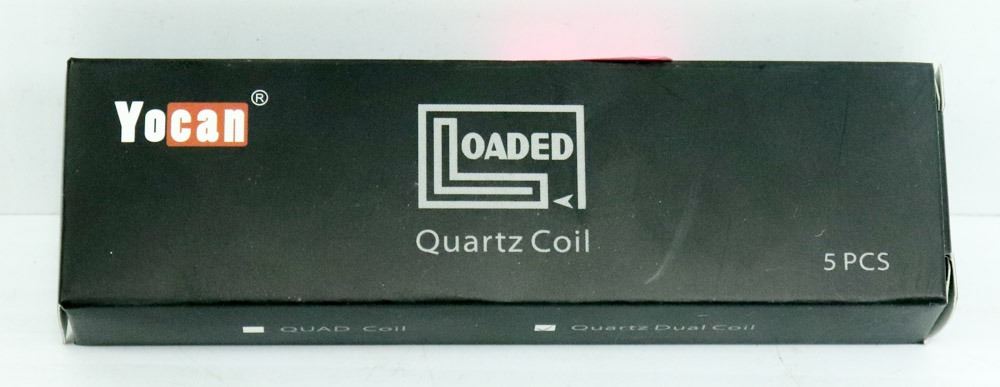 Yocan®
LOADED
Quartz Coil
5 PCS
QUAD Coil
Quartz Dual Coil